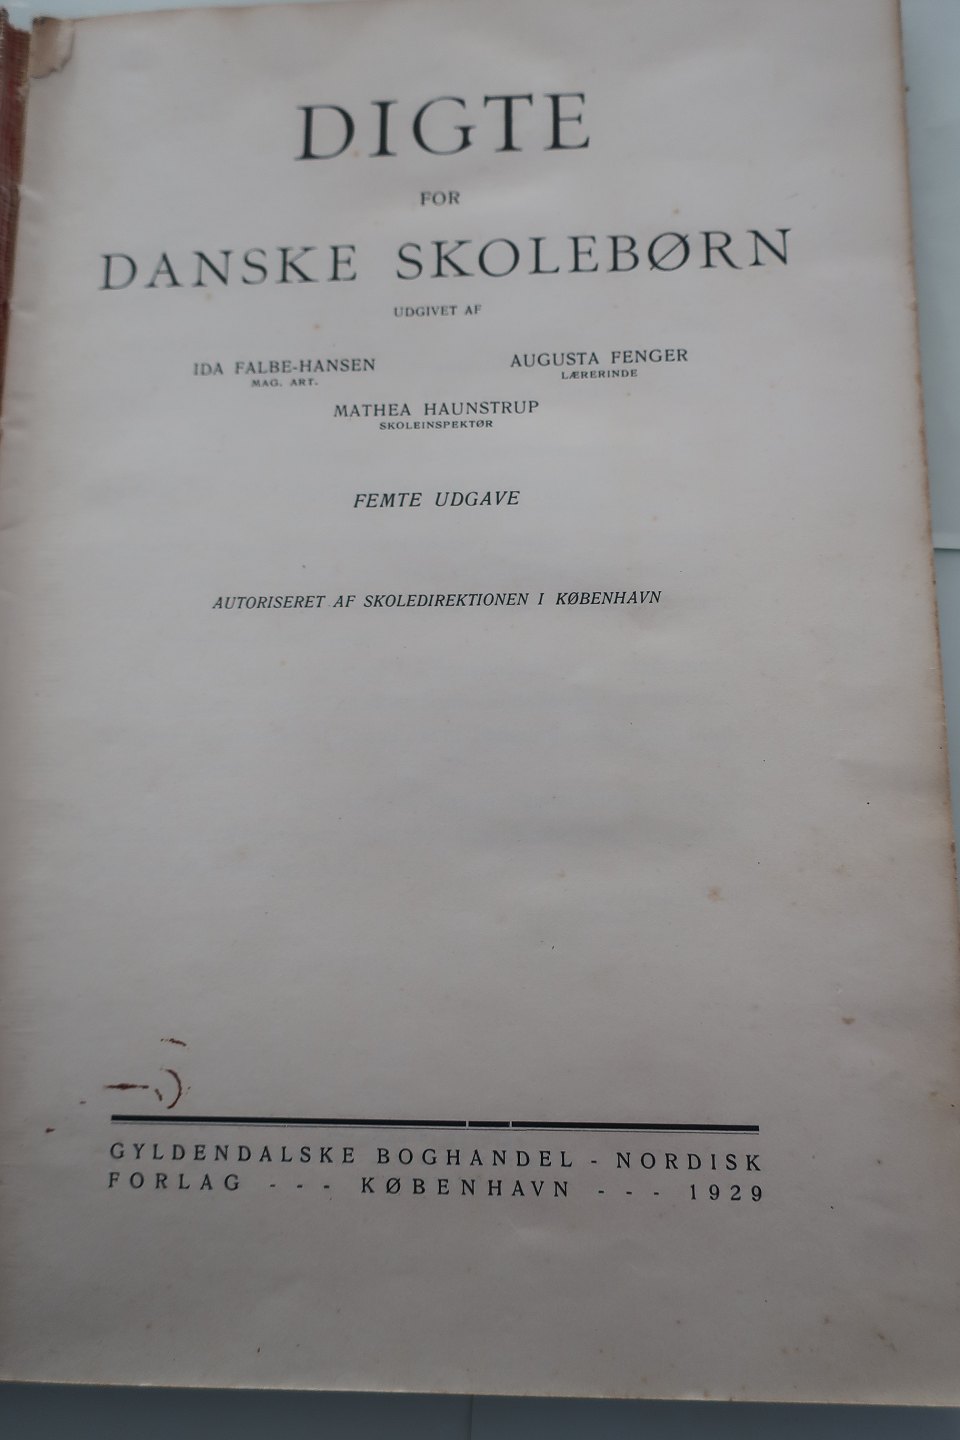 DIGTE
FOR
DANSKE SKOLEBØRN
UDGIVET AF
IDA FALBE-HANSEN
MAG. ART.
AUGUSTA FENGER
LÆRERINDE
MATHEA HAUNSTRUP
SKOLEINSPEKTØR
FEMTE UDGAVE
AUTORISERET AF SKOLEDIREKTIONEN I KØBENHAVN
GYLDENDALSKE BOGHANDEL - NORDISK
FORLAG - - - KØBENHAVN - - - 1929